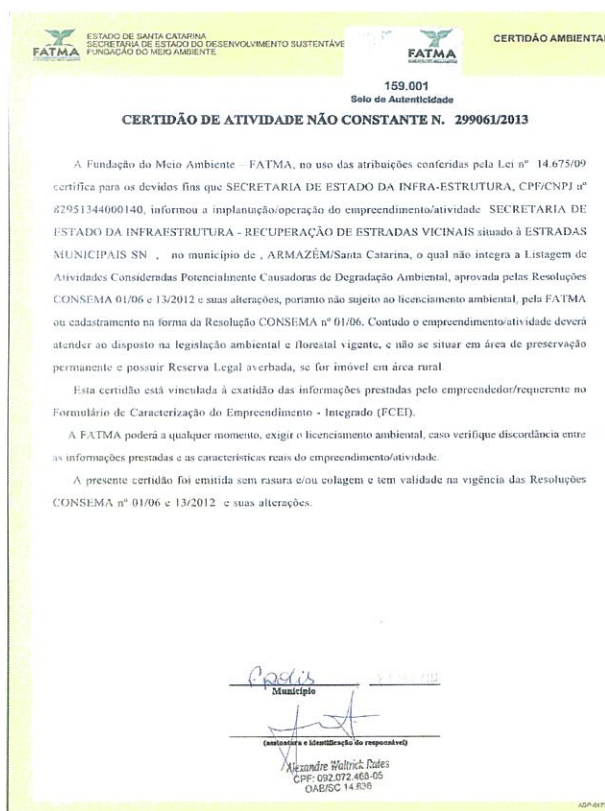 FATMA
ESTADO DE SANTA CATARINA
SECRETARIA DE ESTADO DO DESENVOLVIMENTO SUSTENTÁVE
FUNDAÇÃO DO MEIO AMBIENTE
FATMA
CERTIDÃO AMBIENTAL
159.001
Selo de Autenticidade
CERTIDÃO DE ATIVIDADE NÃO CONSTANTE N. 299061/2013
A Fundação do Meio Ambiente – FATMA, no uso das atribuições conferidas pela Lei nº 14.675/09
certifica para os devidos fins que SECRETARIA DE ESTADO DA INFRA-ESTRUTURA, CPF/CNPJ nº
82951344000140, informou a implantação/operação do empreendimento/atividade SECRETARIA DE
ESTADO DA INFRAESTRUTURA - RECUPERAÇÃO DE ESTRADAS VICINAIS situado à ESTRADAS
MUNICIPAIS SN , no município de , ARMAZÉM/Santa Catarina, o qual não integra a Listagem de
Atividades Consideradas Potencialmente Causadoras de Degradação Ambiental, aprovada pelas Resoluções
CONSEMA 01/06 e 13/2012 e suas alterações, portanto não sujeito ao licenciamento ambiental, pela FATMA
ou cadastramento na forma da Resolução CONSEMA nº 01/06. Contudo o empreendimento/atividade deverá
atender ao disposto na legislação ambiental e florestal vigente, e não se situar em área de preservação
permanente e possuir Reserva Legal averbada, se for imóvel em área rural.
Esta certidão está vinculada à exatidão das informações prestadas pelo empreendedor/requerente no
Formulário de Caracterização do Empreendimento - Integrado (FCEI).
A FATMA poderá a qualquer momento, exigir o licenciamento ambiental, caso verifique discordância entre
as informações prestadas e as características reais do empreendimento/atividade.
A presente certidão foi emitida sem rasura e/ou colagem e tem validade na vigência das Resoluções
CONSEMA nº 01/06 e 13/2012 e suas alterações.
Município
(assinatura e identificação do responsável)
Alexandre Waltrick Rates
CPF: 092.072.468-05
OAB/SC 14.636